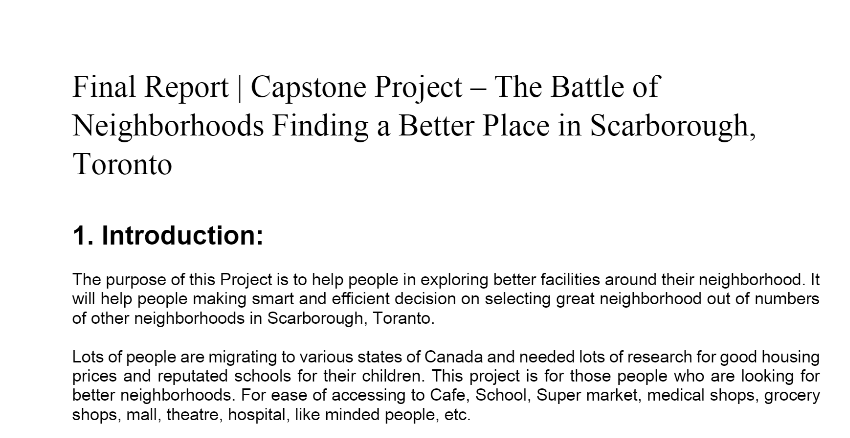 Final Report | Capstone Project – The Battle of
Neighborhoods Finding a Better Place in Scarborough,
Toronto
1. Introduction:
The purpose of this Project is to help people in exploring better facilities around their neighborhood. It
will help people making smart and efficient decision on selecting great neighborhood out of numbers
of other neighborhoods in Scarborough, Toranto.
Lots of people are migrating to various states of Canada and needed lots of research for good housing
prices and reputated schools for their children. This project is for those people who are looking for
better neighborhoods. For ease of accessing to Cafe, School, Super market, medical shops, grocery
shops, mall, theatre, hospital, like minded people, etc.